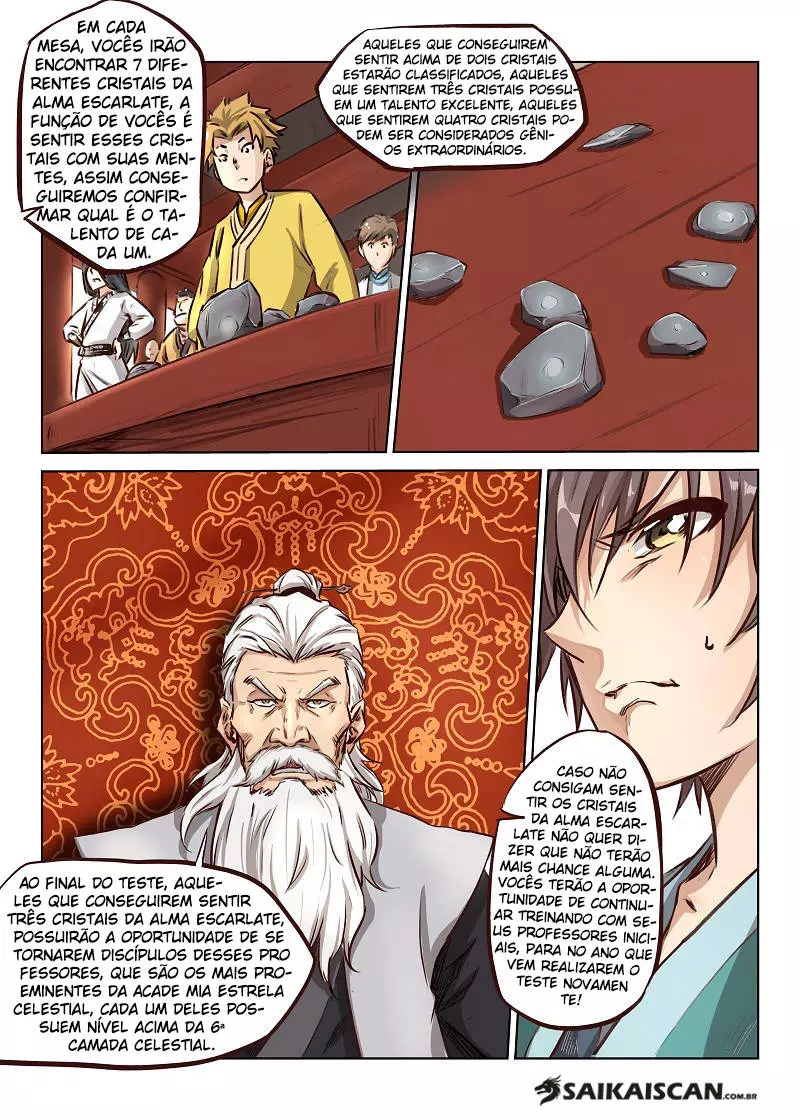 EM CADA
MESA, VOCÊS IRÃO
ENCONTRAR 7 DIFE-
RENTES CRISTAIS DA
ALMA ESCARLATE, A
FUNÇÃO DE VOCÊS É
SENTIR ESSES CRIS-
TAIS COM SUAS MEN-
TES, ASSIM CONSE-
GUIREMOS CONFIR-
MAR QUAL É O TA-
LENTO DE CA-
DA UM.
AQUELES QUE CONSEGUIREM
SENTIR ACIMA DE DOIS CRISTAIS
ESTARÃO CLASSIFICADOS, AQUELES
QUE SENTIREM TRÊS CRISTAIS POSSU-
EM UM TALENTO EXCELENTE, AQUELES
QUE SENTIREM QUATRO CRISTAIS PO-
DEM SER CONSIDERADOS GÊNI-
OS EXTRAORDINÁRIOS.
AO FINAL DO TESTE, AQUE-
LES QUE CONSEGUIREM SENTIR
TRÊS CRISTAIS DA ALMA ESCARLATE,
POSSUIRÃO A OPORTUNIDADE DE SE
TORNAREM DISCÍPULOS DESSES PRO
FESSORES, QUE SÃO OS MAIS PRO-
EMINENTES DA ACADE MIA ESTRELA
CELESTIAL, CADA UM DELES POS-
SUEM NÍVEL ACIMA DA 6ª
CAMADA CELESTIAL.
CASO NÃO
CONSIGAM SEN-
TIR OS CRISTAIS
DA ALMA ESCAR-
LATE NÃO QUER DI-
ZER QUE NÃO TERÃO
MAIS CHANCE ALGUMA.
VOCÊS TERÃO A OPOR-
TUNIDADE DE CONTINU-
AR TREINANDO COM SE-
US PROFESSORES INICI-
AIS, PARA NO ANO QUE
VEM REALIZAREM O
TESTE NOVAMEN-
TE!
SAIKAISCAN.COM.BR